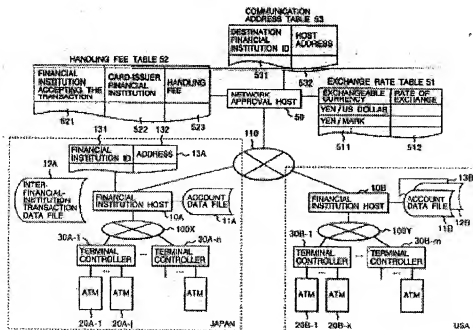 COMMUNICATION
ADDRESS TABLE 53
DESTINATION
FINANCIAL
INSTITUTION ID
HOST
ADDRESS
HANDLING FEE TABLE 52
531
532
EXCHANGE RATE TABLE 51
FINANCIAL
INSTITUTION
ACCEPTING THE
TRANSACTION
CARD-ISSUER
FINANCIAL
INSTITUTION
HANDLING
FEE
NETWORK
APPROVAL HOST
EXCHANGEABLE
CURRENCY
RATE OF
EXCHANGE
YEN/US DOLLAR
YEN/MARK
521
522
523
50
511
512
131
132
110
FINANCIAL
INSTITUTION ID
ADDRESS
13A
12A
13B
INTER-
FINANCIAL-
INSTITUTION
TRANSACTION
DATA FILE
FINANCIAL
INSTITUTION HOST
ACCOUNT
DATA FILE
10B
FINANCIAL
INSTITUTION HOST
ACCOUNT
DATA FILE
10A
11A
11B
12B
30A-1
100X
30A-n
30B-1
100Y
30B-m
TERMINAL
CONTROLLER
TERMINAL
CONTROLLER
TERMINAL
CONTROLLER
TERMINAL
CONTROLLER
ATM
ATM
ATM
ATM
ATM
ATM
20A-1
JAPAN
20B-1
20B-k
USA